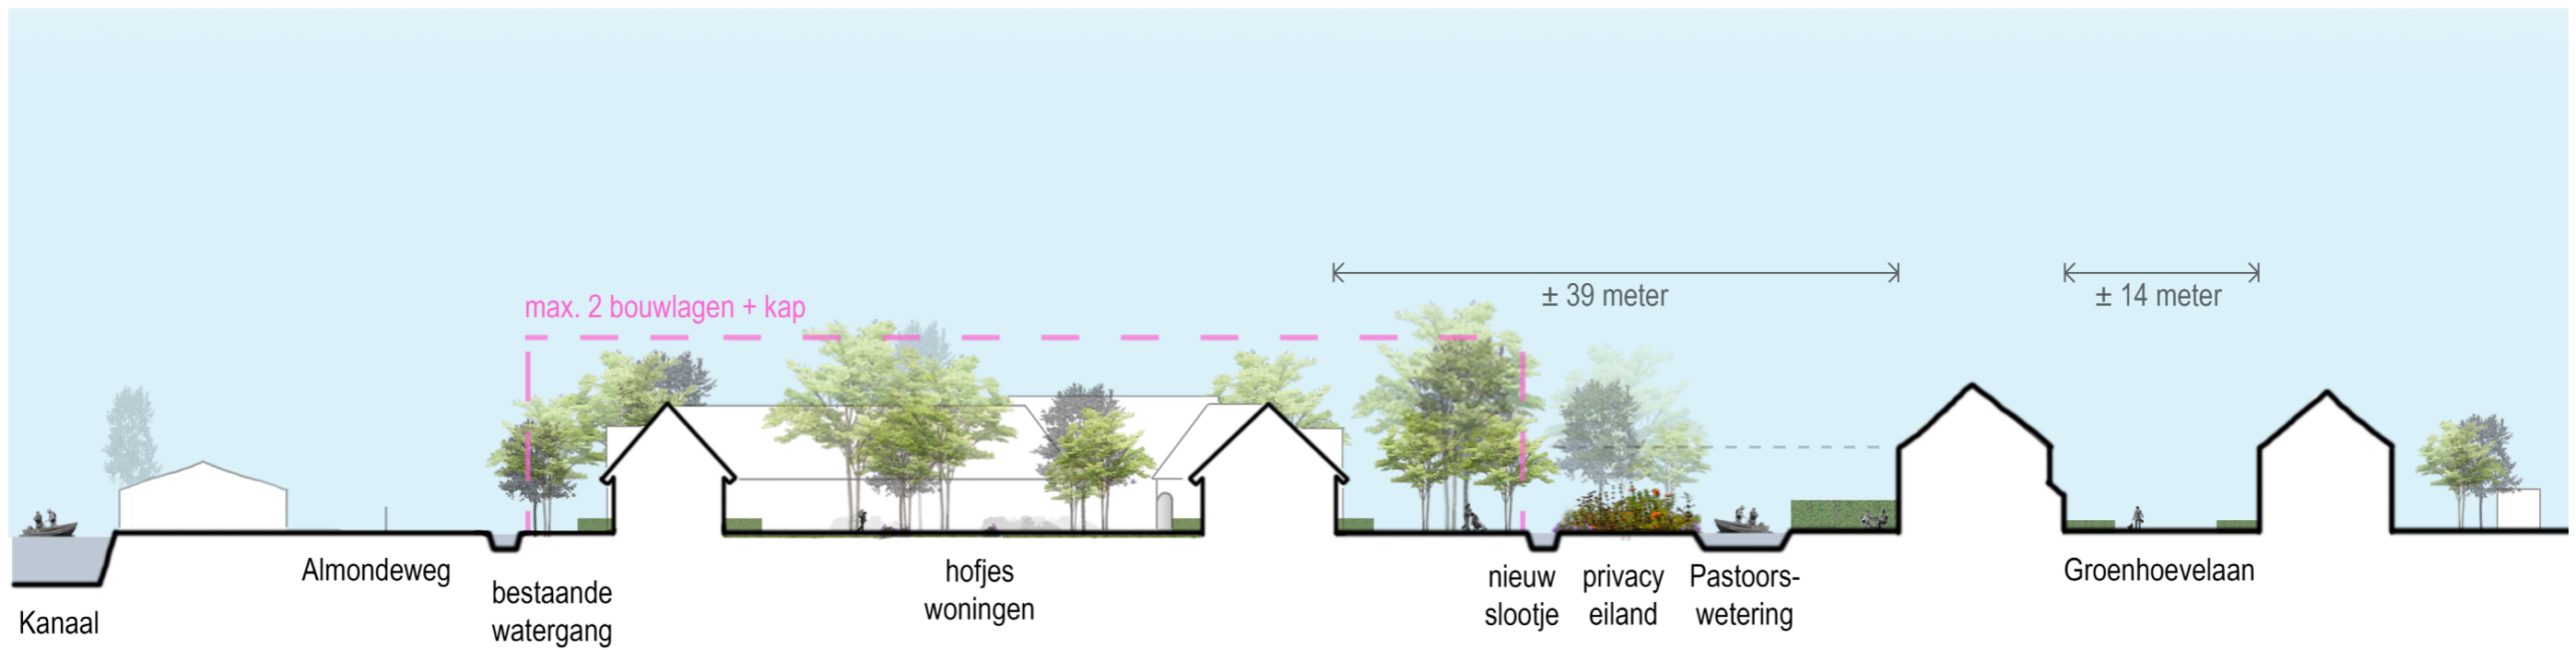 max. 2 bouwlagen + kap
± 39 meter
± 14 meter
Kanaal
Almondeweg
bestaande
watergang
hofjes
woningen
nieuw
slootje
privacy
eiland
Pastoors-
wetering
Groenhoevelaan